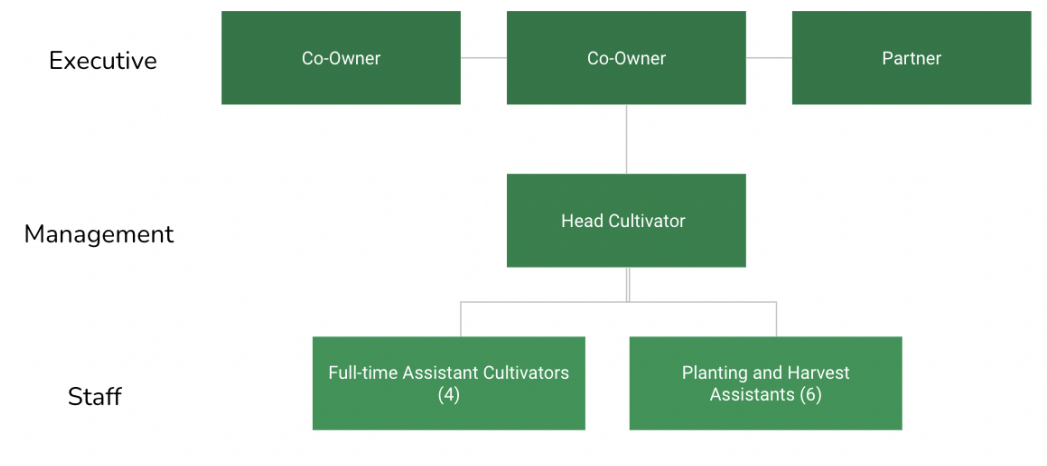 Executive
Co-Owner
Co-Owner
Partner
Management
Head Cultivator
Staff
Full-time Assistant Cultivators
(4)
Planting and Harvest
Assistants (6)